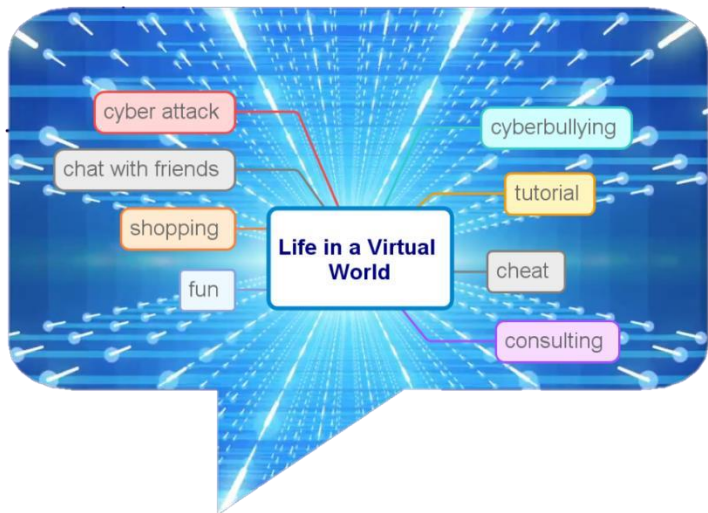 cyber attack
chat with friends
shopping
fun
Life in a Virtual
World
cyberbullying
tutorial
cheat
consulting